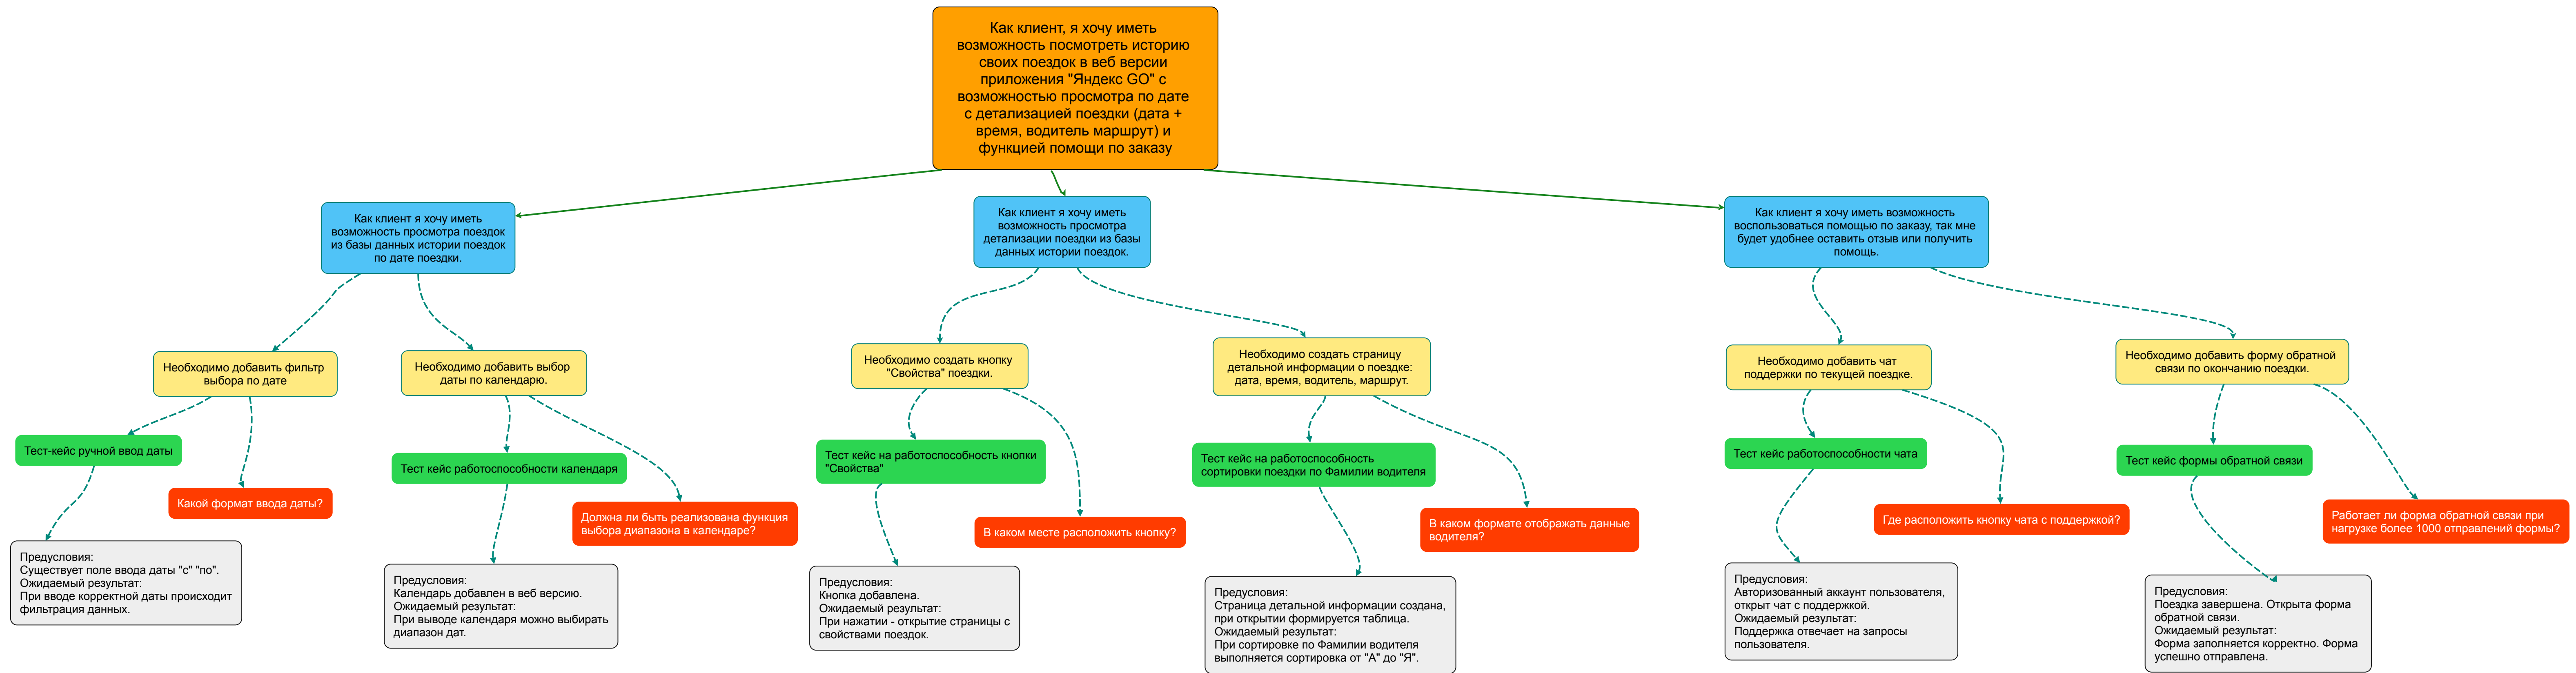 Как клиент, я хочу иметь
возможность посмотреть историю
своих поездок в веб версии
приложения "Яндекс GO" с
возможностью просмотра по дате
с детализацией поездки (дата +
время, водитель маршрут) и
функцией помощи по заказу
Как клиент я хочу иметь
возможность просмотра поездок
из базы данных истории поездок
по дате поездки.
Как клиент я хочу иметь
возможность просмотра
детализации поездки из базы
данных истории поездок.
Как клиент я хочу иметь возможность
воспользоваться помощью по заказу, так мне
будет удобнее оставить отзыв или получить
помощь.
Необходимо добавить фильтр
выбора по дате
Необходимо добавить выбор
даты по календарю.
Необходимо создать кнопку
"Свойства" поездки.
Необходимо создать страницу
детальной информации о поездке:
дата, время, водитель, маршрут.
Необходимо добавить чат
поддержки по текущей поездке.
Необходимо добавить форму обратной
связи по окончанию поездки.
Тест-кейс ручной ввод даты
Какой формат ввода даты?
Тест кейс работоспособности календаря
Должна ли быть реализована функция
выбора диапазона в календаре?
Тест кейс на работоспособность кнопки
"Свойства"
В каком месте расположить кнопку?
Тест кейс на работоспособность
сортировки поездки по Фамилии водителя
В каком формате отображать данные
водителя?
Тест кейс работоспособности чата
Где расположить кнопку чата с поддержкой?
Тест кейс формы обратной связи
Работает ли форма обратной связи при
нагрузке более 1000 отправлений формы?
Предусловия:
Существует поле ввода даты "с" "по".
Ожидаемый результат:
При вводе корректной даты происходит
фильтрация данных.
Предусловия:
Календарь добавлен в веб версию.
Ожидаемый результат:
При выводе календаря можно выбирать
диапазон дат.
Предусловия:
Кнопка добавлена.
Ожидаемый результат:
При нажатии - открытие страницы с
свойствами поездок.
Предусловия:
Страница детальной информации создана,
при открытии формируется таблица.
Ожидаемый результат:
При сортировке по Фамилии водителя
выполняется сортировка от "А" до "Я".
Предусловия:
Авторизованный аккаунт пользователя,
открыт чат с поддержкой.
Ожидаемый результат:
Поддержка отвечает на запросы
пользователя.
Предусловия:
Поездка завершена. Открыта форма
обратной связи.
Ожидаемый результат:
Форма заполняется корректно. Форма
успешно отправлена.